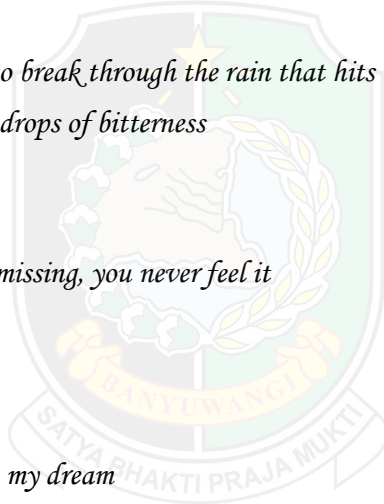 o break through the rain that hits
drops of bitterness
missing, you never feel it
BANYUWANGI
SATYA BHAKTI PRAJA MUKTI
my dream